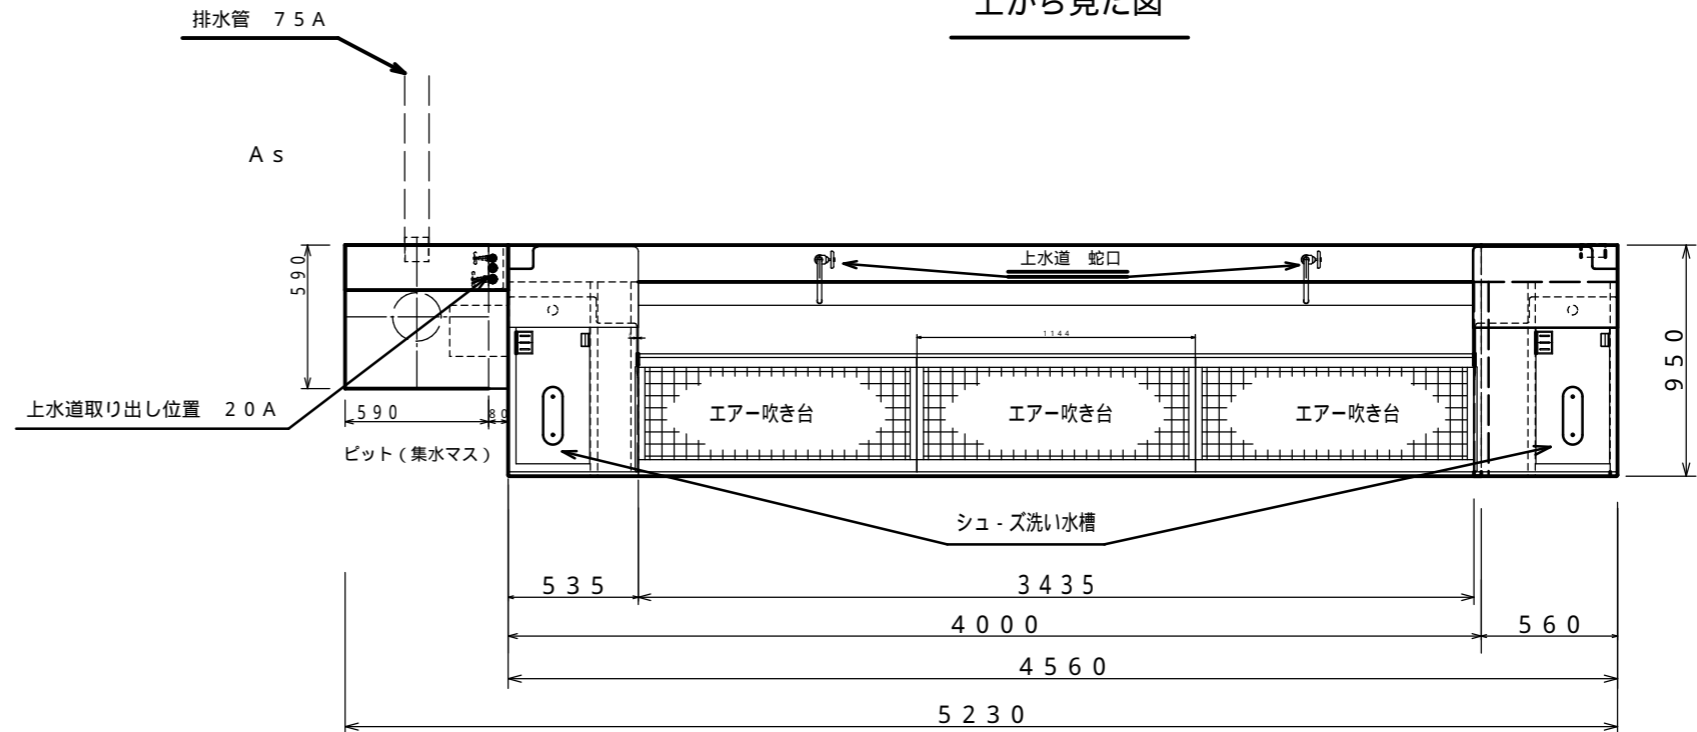 上から見た図
排水管 75A
As
上水道 蛇口
590
1144
950
エアー吹き台 エアー吹き台 エアー吹き台
上水道取り出し位置 20A
590 80
ピット(集水マス)
シュ-ズ洗い水槽
535 3435
4000 560
4560
5230